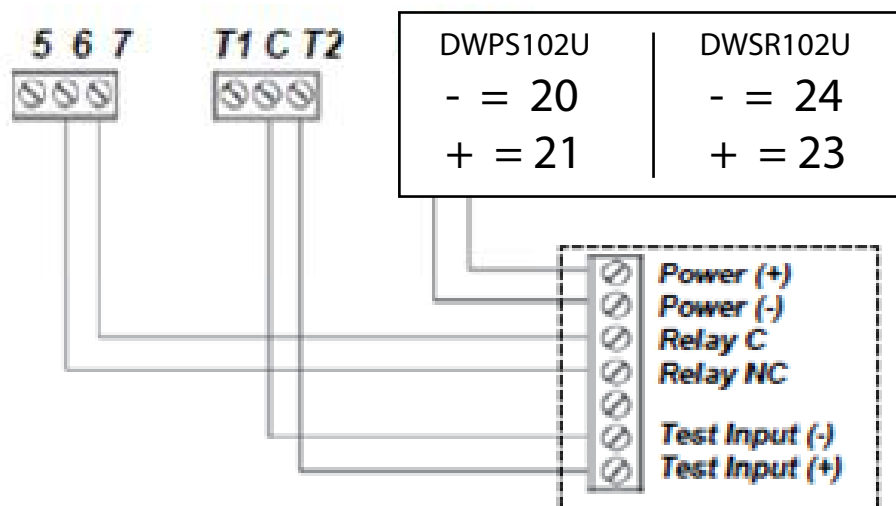 5 6 7
T1 C T2
DWPS102U
- = 20
+ = 21
DWSR102U
- = 24
+ = 23
Power (+)
Power (-)
Relay C
Relay NC
Test Input (-)
Test Input (+)